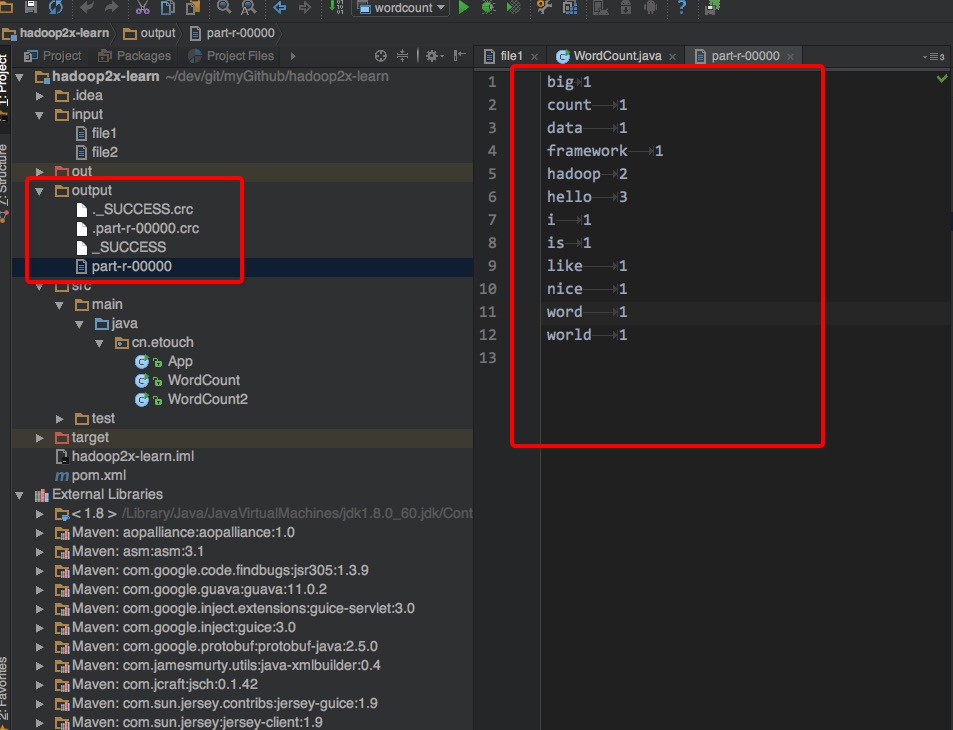 wordcount
hadoop2x-learn
output
part-r-00000
Project
Packages
Project Files
1: Project
7: Structure
2: Favorites
hadoop2x-learn ~/dev/git/myGithub/hadoop2x-learn
.idea
input
file1
file2
out
output
._SUCCESS.crc
.part-r-00000.crc
_SUCCESS
part-r-00000
src
main
java
cn.etouch
App
WordCount
WordCount2
test
target
hadoop2x-learn.iml
m pom.xml
External Libraries
< 1.8 > /Library/Java/JavaVirtualMachines/jdk1.8.0_60.jdk/Cont
Maven: aopalliance:aopalliance:1.0
Maven: asm:asm:3.1
Maven: com.google.code.findbugs:jsr305:1.3.9
Maven: com.google.guava:guava:11.0.2
Maven: com.google.inject.extensions:guice-servlet:3.0
Maven: com.google.inject:guice:3.0
Maven: com.google.protobuf:protobuf-java:2.5.0
Maven: com.jamesmurty.utils:java-xmlbuilder:0.4
Maven: com.jcraft:jsch:0.1.42
Maven: com.sun.jersey.contribs:jersey-guice:1.9
Maven: com.sun.jersey:jersey-client:1.9
file1
WordCount.java
part-r-00000
1 big 1
2 count 1
3 data 1
4 framework 1
5 hadoop 2
6 hello 3
7 i 1
8 is 1
9 like 1
10 nice 1
11 word 1
12 world 1
13